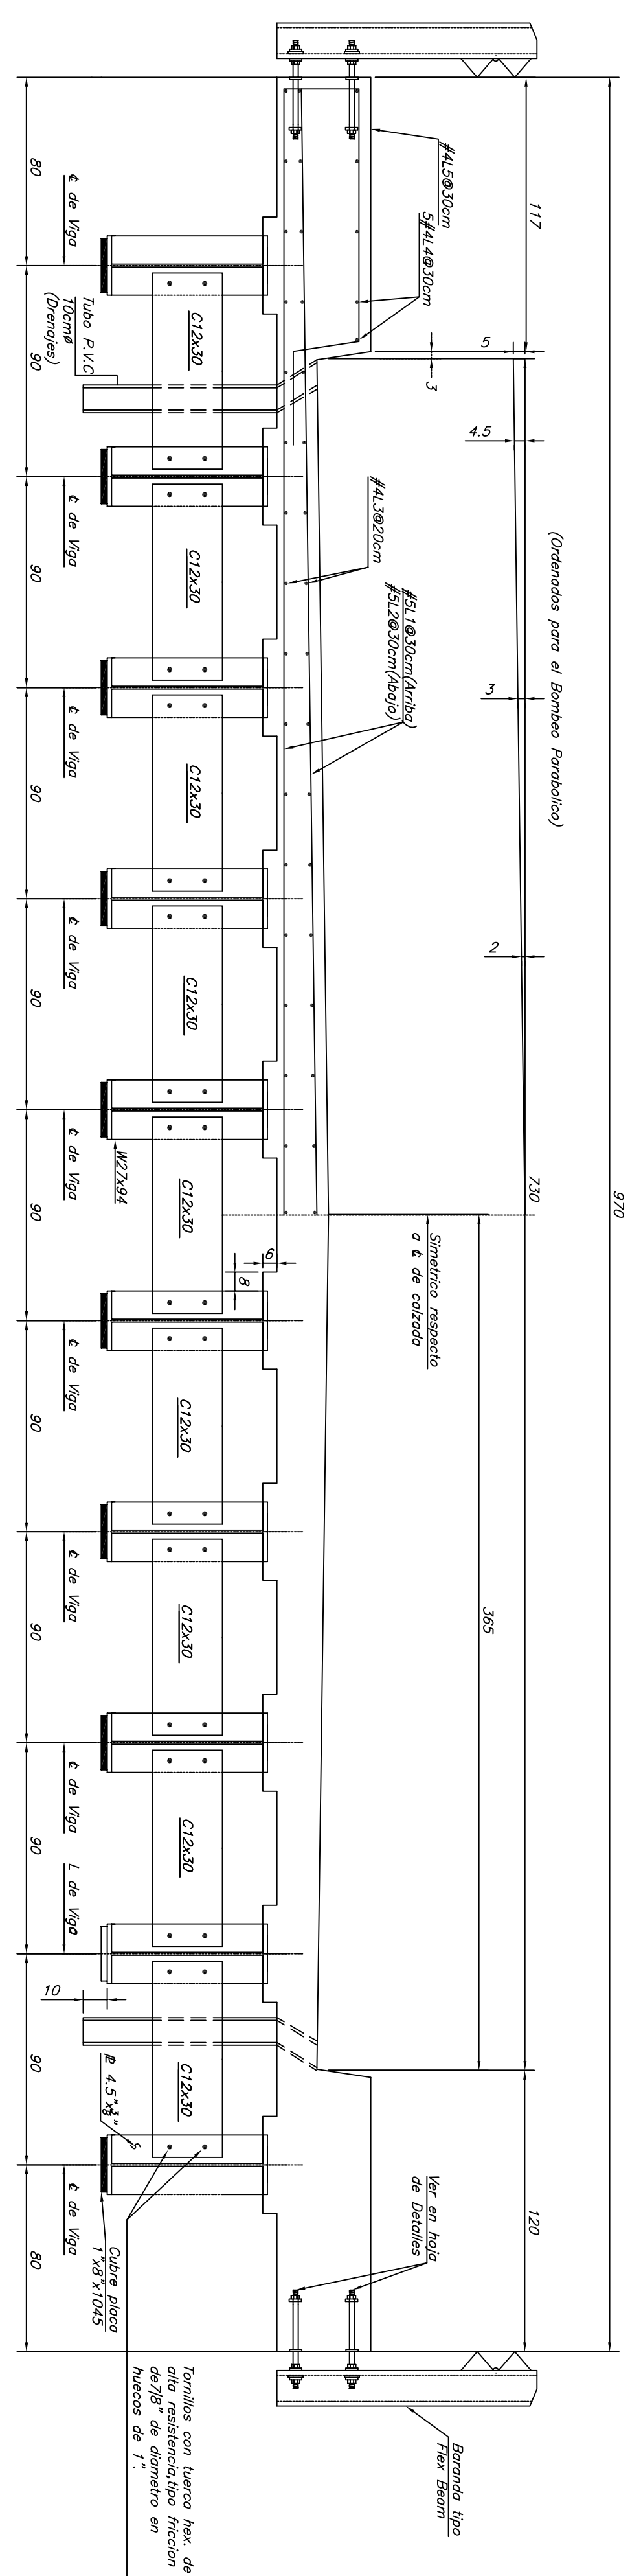 970
117
730
365
120
5
3
4.5
3
2
(Ordenados para el Bombeo Parabolico)
#4L5@30cm
5#4L4@30cm
#4L3@20cm
#5L1@30cm(Arriba)
#5L2@30cm(Abajo)
Simetrico respecto
a ℄ de calzada
Ver en hoja
de Detalles
Baranda tipo
Flex Beam
6
8
C12x30
C12x30
C12x30
C12x30
C12x30
C12x30
C12x30
C12x30
C12x30
W27x94
Tubo P.V.C
10cmø
(Drenajes)
10
4.5"x
Cubre placa
1"x8"x1045
Tornillos con tuerca hex. de
alta resistencia,tipo friccion
de7/8" de diametro en
huecos de 1".
℄ de Viga
℄ de Viga
℄ de Viga
℄ de Viga
℄ de Viga
℄ de Viga
℄ de Viga
℄ de Viga
L de Viga
℄ de Viga
80
90
90
90
90
90
90
90
90
90
80